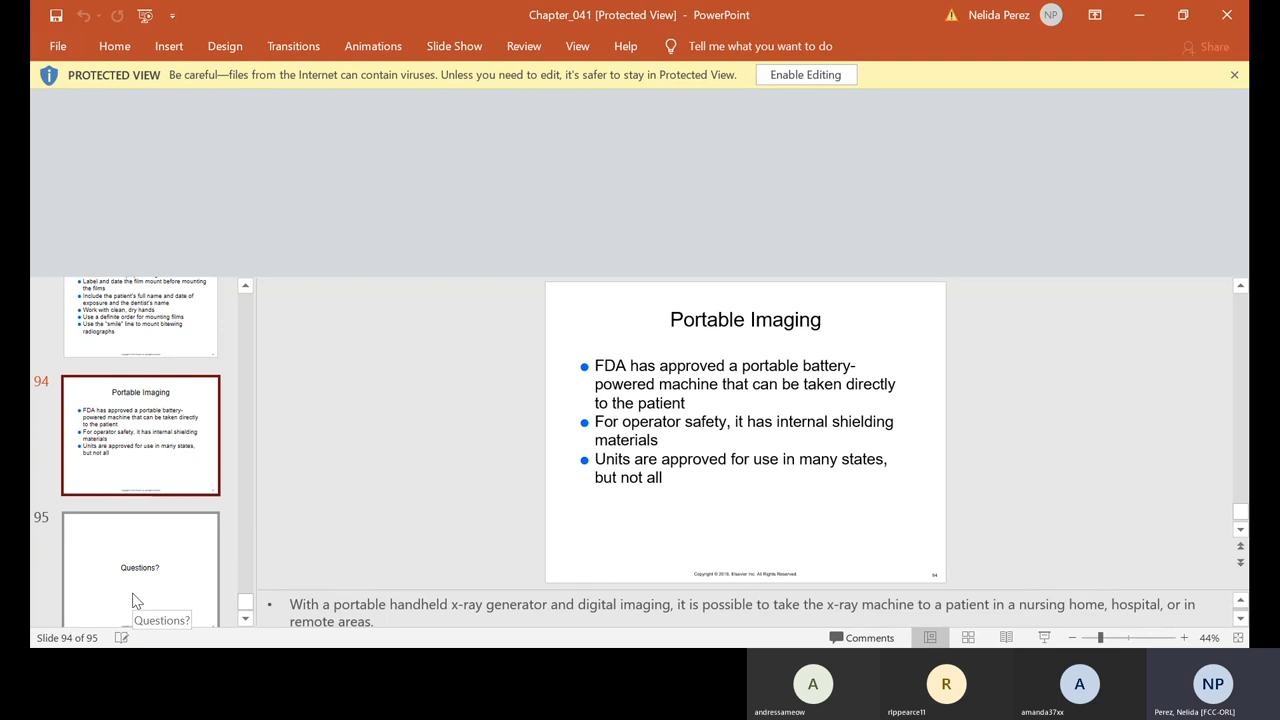 Chapter_041 [Protected View] - PowerPoint
Nelida Perez
NP
File Home Insert Design Transitions Animations Slide Show Review View Help Tell me what you want to do
Share
PROTECTED VIEW Be careful—files from the Internet can contain viruses. Unless you need to edit, it's safer to stay in Protected View. Enable Editing
Label and date the film mount before mounting
the films
Include the patient's full name and date of
exposure and the dentist's name
Work with clean, dry hands
Use a definite order for mounting films
Use the "smile" line to mount bitewing
radiographs
94
Portable Imaging
FDA has approved a portable battery-
powered machine that can be taken directly
to the patient
For operator safety, it has internal shielding
materials
Units are approved for use in many states,
but not all
95
Questions?
Questions?
Portable Imaging
● FDA has approved a portable battery-
powered machine that can be taken directly
to the patient
● For operator safety, it has internal shielding
materials
● Units are approved for use in many states,
but not all
Copyright © 2018, Elsevier Inc. All Rights Reserved.
94
• With a portable handheld x-ray generator and digital imaging, it is possible to take the x-ray machine to a patient in a nursing home, hospital, or in
remote areas.
Slide 94 of 95
Comments
44%
A
R
A
NP
andressameow
rlppearce11
amanda37xx
Perez, Nelida [FCC-ORL]